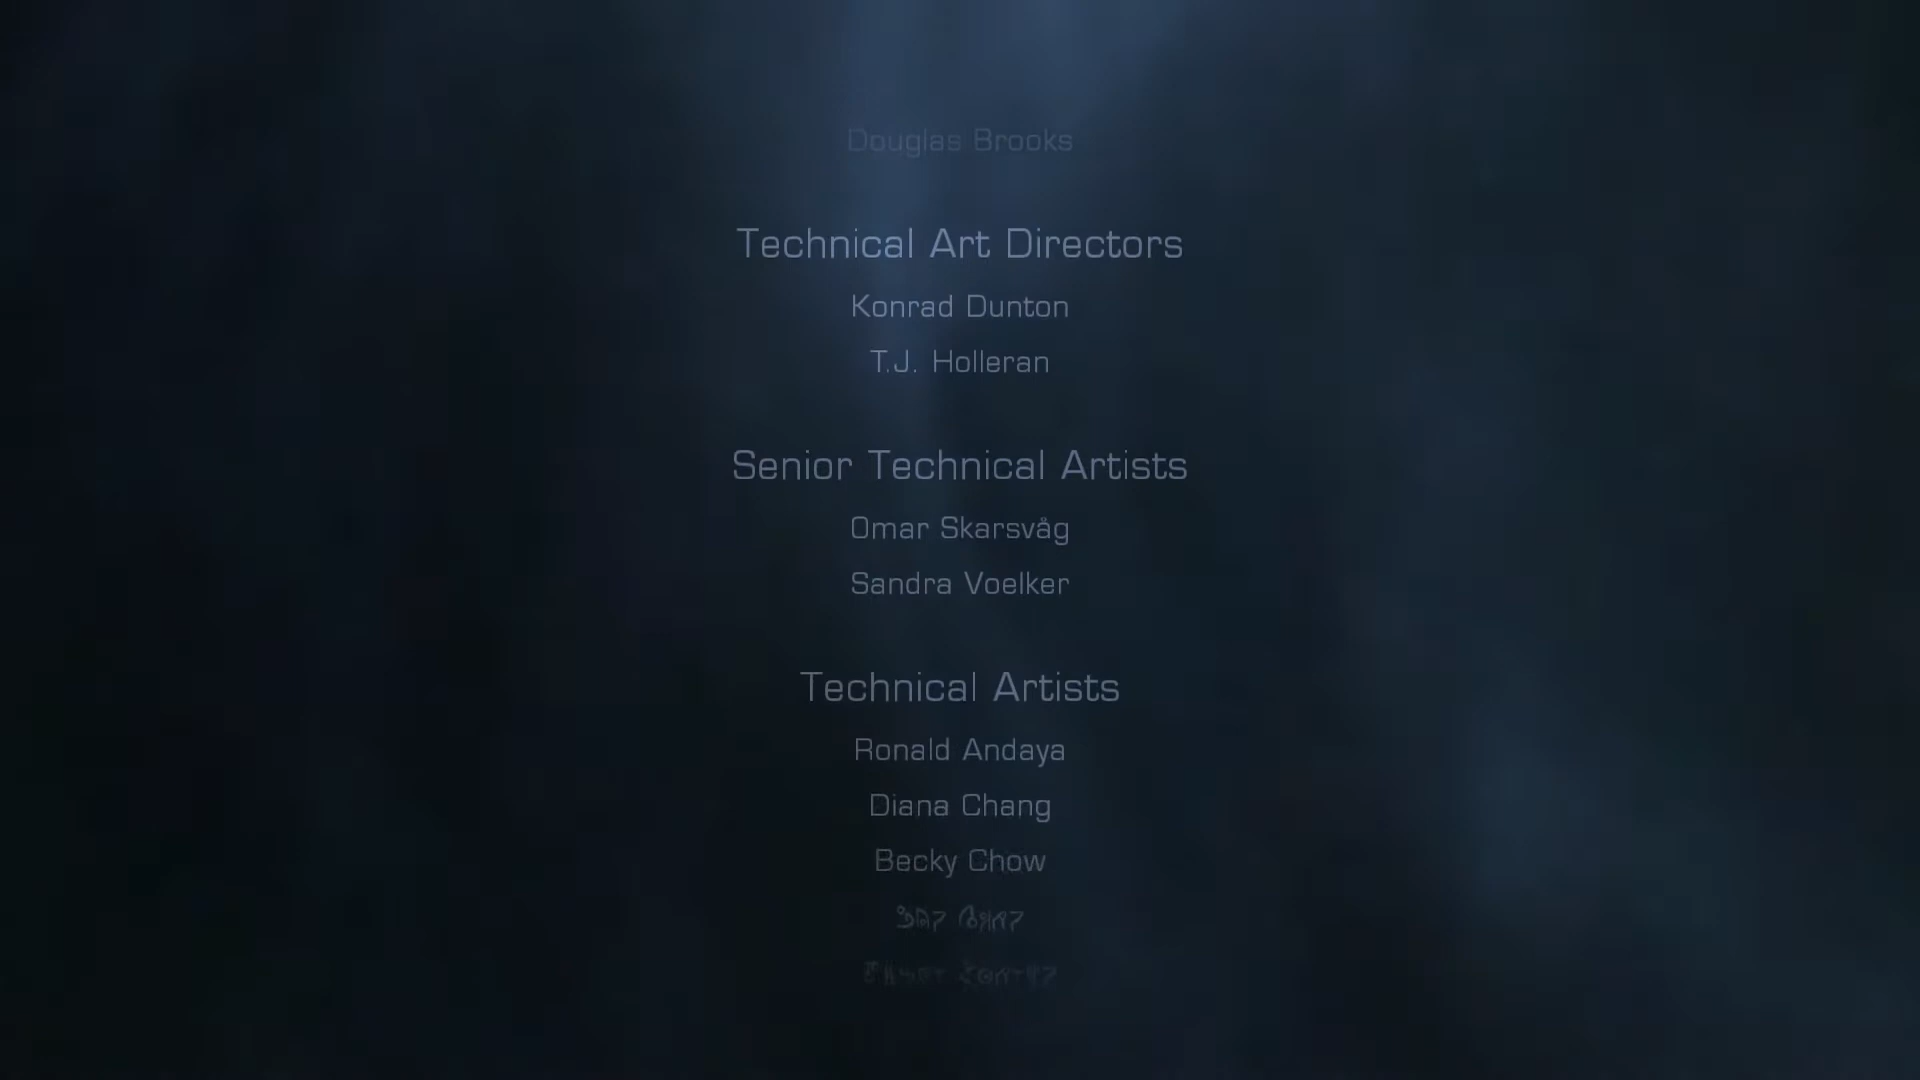 Douglas Brooks
Technical Art Directors
Konrad Dunton
T.J. Holleran
Senior Technical Artists
Omar Skarsvåg
Sandra Voelker
Technical Artists
Ronald Andaya
Diana Chang
Becky Chow